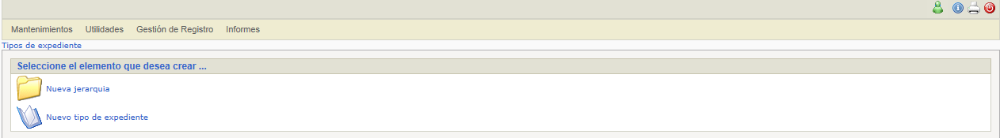 Mantenimientos Utilidades Gestión de Registro Informes
Tipos de expediente
Seleccione el elemento que desea crear ...
Nueva jerarquia
Nuevo tipo de expediente